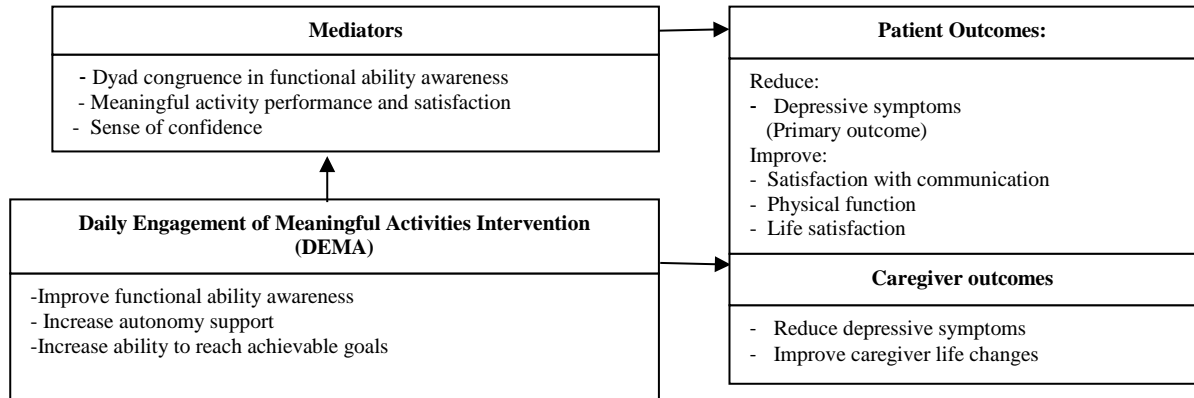 Mediators
- Dyad congruence in functional ability awareness
- Meaningful activity performance and satisfaction
- Sense of confidence
Daily Engagement of Meaningful Activities Intervention
(DEMA)
-Improve functional ability awareness
- Increase autonomy support
-Increase ability to reach achievable goals
Patient Outcomes:
Reduce:
- Depressive symptoms
(Primary outcome)
Improve:
- Satisfaction with communication
- Physical function
- Life satisfaction
Caregiver outcomes
- Reduce depressive symptoms
- Improve caregiver life changes